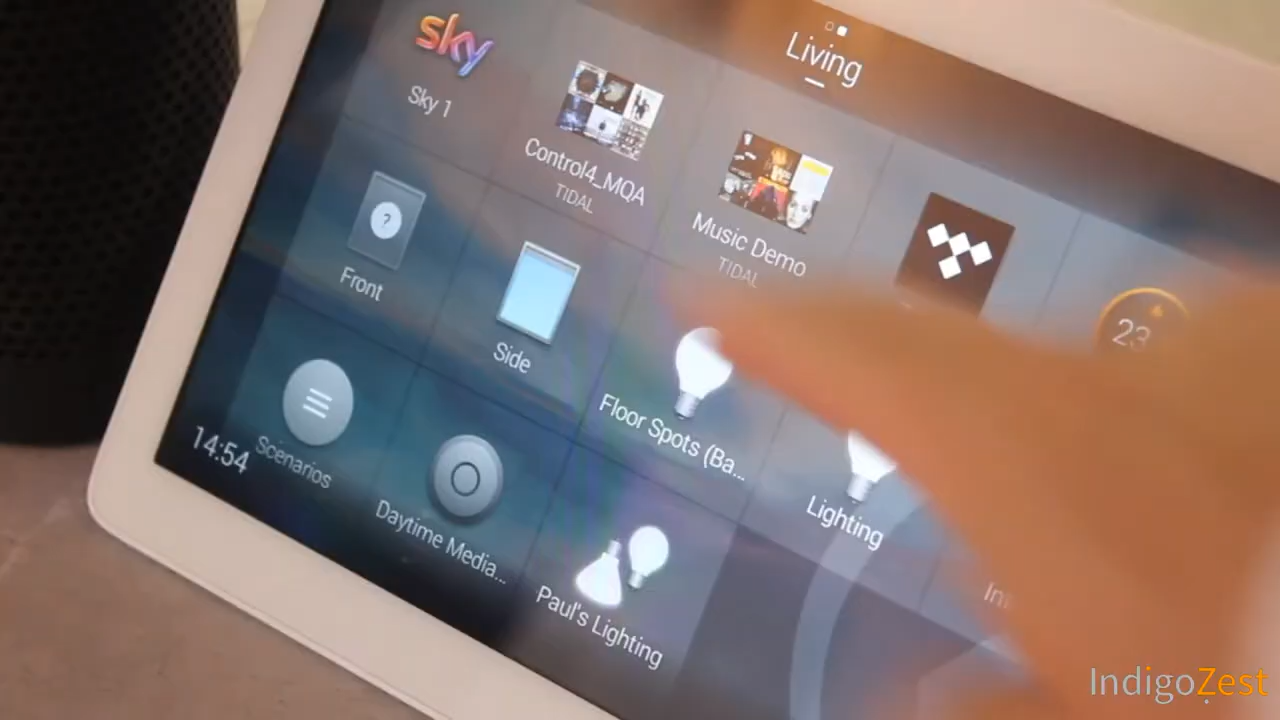 Living
sky
Sky 1
Control4_MQA
TIDAL
Music Demo
TIDAL
23
?
Front
Side
Floor Spots (Ba...
Lighting
14:54
Scenarios
Daytime Media...
Paul's Lighting
IndigoZest